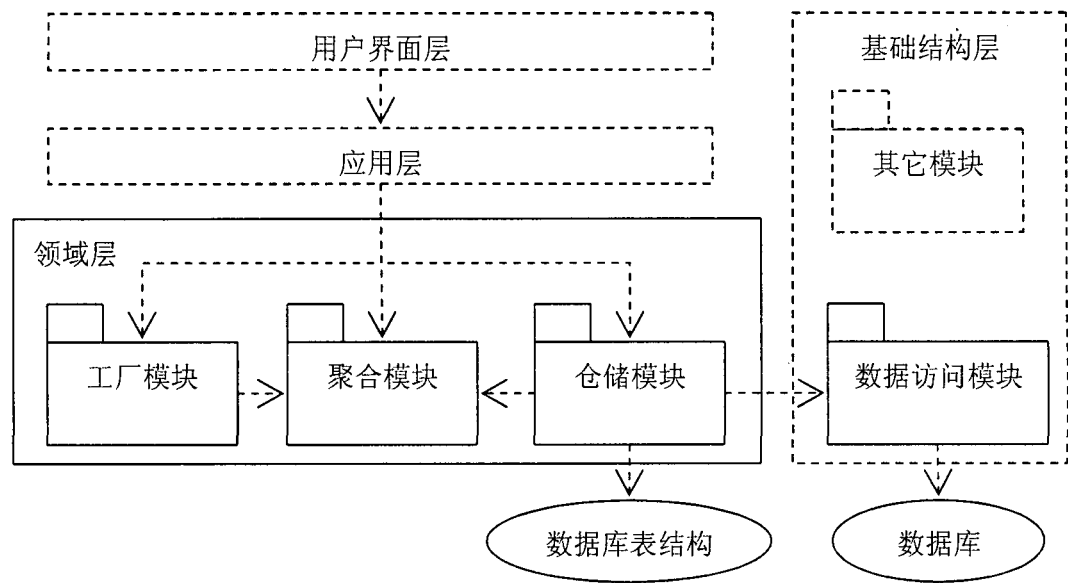 用户界面层
基础结构层
应用层
其它模块
领域层
工厂模块
聚合模块
仓储模块
数据访问模块
数据库表结构
数据库